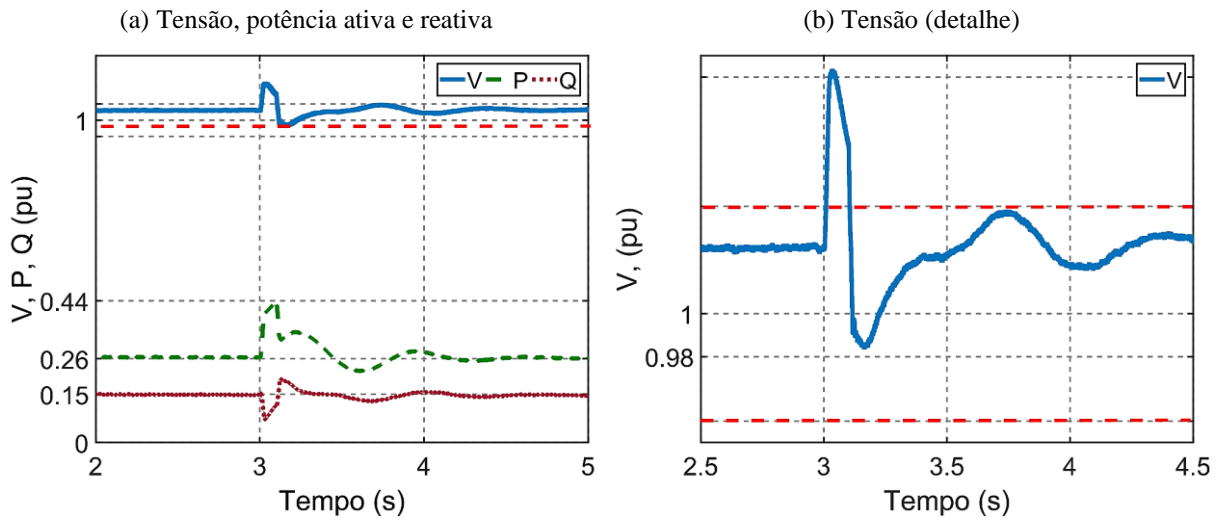 (a) Tensão, potência ativa e reativa
V P Q
V, P, Q (pu)
1
0.44
0.26
0.15
0
2 3 4 5
Tempo (s)
(b) Tensão (detalhe)
V
V, (pu)
1
0.98
2.5 3 3.5 4 4.5
Tempo (s)